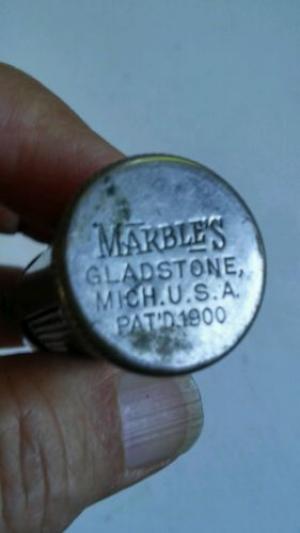 MARBLE'S
GLADSTONE,
MICH.U.S.A.
PAT'D.1900